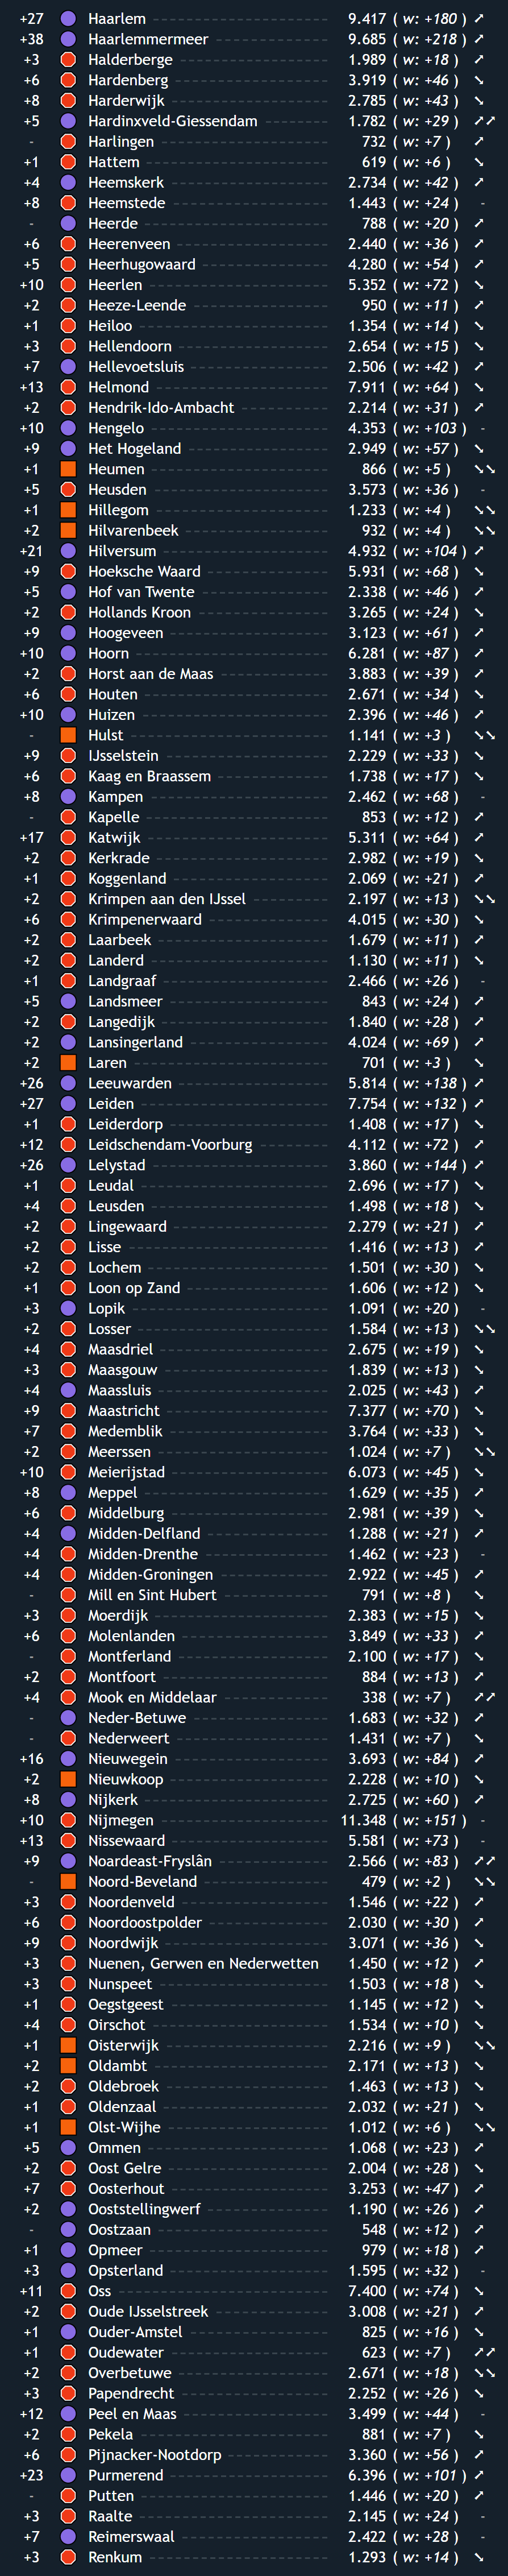 +27 Haarlem 9.417 ( w: +180 ) ➚
+38 Haarlemmermeer 9.685 ( w: +218 ) ➚
+3 Halderberge 1.989 ( w: +18 ) ➚
+6 Hardenberg 3.919 ( w: +46 ) ➘
+8 Harderwijk 2.785 ( w: +43 ) ➘
+5 Hardinxveld-Giessendam 1.782 ( w: +29 ) ➚➚
- Harlingen 732 ( w: +7 ) ➚
+1 Hattem 619 ( w: +6 ) ➘
+4 Heemskerk 2.734 ( w: +42 ) ➚
+8 Heemstede 1.443 ( w: +24 ) -
- Heerde 788 ( w: +20 ) ➚
+6 Heerenveen 2.440 ( w: +36 ) ➚
+5 Heerhugowaard 4.280 ( w: +54 ) ➚
+10 Heerlen 5.352 ( w: +72 ) ➘
+2 Heeze-Leende 950 ( w: +11 ) ➚
+1 Heiloo 1.354 ( w: +14 ) ➘
+3 Hellendoorn 2.654 ( w: +15 ) ➘
+7 Hellevoetsluis 2.506 ( w: +42 ) ➚
+13 Helmond 7.911 ( w: +64 ) ➘
+2 Hendrik-Ido-Ambacht 2.214 ( w: +31 ) ➚
+10 Hengelo 4.353 ( w: +103 ) -
+9 Het Hogeland 2.949 ( w: +57 ) ➘
+1 Heumen 866 ( w: +5 ) ➘➘
+5 Heusden 3.573 ( w: +36 ) -
+1 Hillegom 1.233 ( w: +4 ) ➘➘
+2 Hilvarenbeek 932 ( w: +4 ) ➘➘
+21 Hilversum 4.932 ( w: +104 ) ➚
+9 Hoeksche Waard 5.931 ( w: +68 ) ➘
+5 Hof van Twente 2.338 ( w: +46 ) ➚
+2 Hollands Kroon 3.265 ( w: +24 ) ➘
+9 Hoogeveen 3.123 ( w: +61 ) ➚
+10 Hoorn 6.281 ( w: +87 ) ➚
+2 Horst aan de Maas 3.883 ( w: +39 ) ➚
+6 Houten 2.671 ( w: +34 ) ➘
+10 Huizen 2.396 ( w: +46 ) ➚
- Hulst 1.141 ( w: +3 ) ➘➘
+9 IJsselstein 2.229 ( w: +33 ) ➘
+6 Kaag en Braassem 1.738 ( w: +17 ) ➘
+8 Kampen 2.462 ( w: +68 ) -
- Kapelle 853 ( w: +12 ) ➚
+17 Katwijk 5.311 ( w: +64 ) ➚
+2 Kerkrade 2.982 ( w: +19 ) ➘
+1 Koggenland 2.069 ( w: +21 ) ➚
+2 Krimpen aan den IJssel 2.197 ( w: +13 ) ➘➘
+6 Krimpenerwaard 4.015 ( w: +30 ) ➘
+2 Laarbeek 1.679 ( w: +11 ) ➚
+2 Landerd 1.130 ( w: +11 ) ➘
+1 Landgraaf 2.466 ( w: +26 ) -
+5 Landsmeer 843 ( w: +24 ) ➚
+2 Langedijk 1.840 ( w: +28 ) ➚
+2 Lansingerland 4.024 ( w: +69 ) ➚
+2 Laren 701 ( w: +3 ) ➘
+26 Leeuwarden 5.814 ( w: +138 ) ➚
+27 Leiden 7.754 ( w: +132 ) ➚
+1 Leiderdorp 1.408 ( w: +17 ) ➘
+12 Leidschendam-Voorburg 4.112 ( w: +72 ) ➚
+26 Lelystad 3.860 ( w: +144 ) ➚
+1 Leudal 2.696 ( w: +17 ) ➘
+4 Leusden 1.498 ( w: +18 ) ➘
+2 Lingewaard 2.279 ( w: +21 ) ➚
+2 Lisse 1.416 ( w: +13 ) ➚
+2 Lochem 1.501 ( w: +30 ) ➘
+1 Loon op Zand 1.606 ( w: +12 ) ➘
+3 Lopik 1.091 ( w: +20 ) -
+2 Losser 1.584 ( w: +13 ) ➘➘
+4 Maasdriel 2.675 ( w: +19 ) ➘
+3 Maasgouw 1.839 ( w: +13 ) ➘
+4 Maassluis 2.025 ( w: +43 ) ➚
+9 Maastricht 7.377 ( w: +70 ) ➘
+7 Medemblik 3.764 ( w: +33 ) ➘
+2 Meerssen 1.024 ( w: +7 ) ➘➘
+10 Meierijstad 6.073 ( w: +45 ) ➘
+8 Meppel 1.629 ( w: +35 ) ➚
+6 Middelburg 2.981 ( w: +39 ) ➘
+4 Midden-Delfland 1.288 ( w: +21 ) ➚
+4 Midden-Drenthe 1.462 ( w: +23 ) -
+4 Midden-Groningen 2.922 ( w: +45 ) ➚
- Mill en Sint Hubert 791 ( w: +8 ) ➘
+3 Moerdijk 2.383 ( w: +15 ) ➘
+6 Molenlanden 3.849 ( w: +33 ) ➚
- Montferland 2.100 ( w: +17 ) ➘
+2 Montfoort 884 ( w: +13 ) ➚
+4 Mook en Middelaar 338 ( w: +7 ) ➚➚
- Neder-Betuwe 1.683 ( w: +32 ) ➚
- Nederweert 1.431 ( w: +7 ) ➘
+16 Nieuwegein 3.693 ( w: +84 ) ➚
+2 Nieuwkoop 2.228 ( w: +10 ) ➘
+8 Nijkerk 2.725 ( w: +60 ) ➚
+10 Nijmegen 11.348 ( w: +151 ) -
+13 Nissewaard 5.581 ( w: +73 ) -
+9 Noardeast-Fryslân 2.566 ( w: +83 ) ➚➚
- Noord-Beveland 479 ( w: +2 ) ➘➘
+3 Noordenveld 1.546 ( w: +22 ) ➚
+6 Noordoostpolder 2.030 ( w: +30 ) ➚
+9 Noordwijk 3.071 ( w: +36 ) ➘
+3 Nuenen, Gerwen en Nederwetten 1.450 ( w: +12 ) ➚
+3 Nunspeet 1.503 ( w: +18 ) ➘
+1 Oegstgeest 1.145 ( w: +12 ) ➘
+4 Oirschot 1.534 ( w: +10 ) ➘
+1 Oisterwijk 2.216 ( w: +9 ) ➘➘
+2 Oldambt 2.171 ( w: +13 ) ➘
+2 Oldebroek 1.463 ( w: +13 ) ➘
+1 Oldenzaal 2.032 ( w: +21 ) ➘
+1 Olst-Wijhe 1.012 ( w: +6 ) ➘➘
+5 Ommen 1.068 ( w: +23 ) ➚
+2 Oost Gelre 2.004 ( w: +28 ) ➘
+7 Oosterhout 3.253 ( w: +47 ) ➚
+2 Ooststellingwerf 1.190 ( w: +26 ) ➚
- Oostzaan 548 ( w: +12 ) ➚
+1 Opmeer 979 ( w: +18 ) ➚
+3 Opsterland 1.595 ( w: +32 ) -
+11 Oss 7.400 ( w: +74 ) ➘
+2 Oude IJsselstreek 3.008 ( w: +21 ) ➚
+1 Ouder-Amstel 825 ( w: +16 ) ➘
+1 Oudewater 623 ( w: +7 ) ➚➚
+2 Overbetuwe 2.671 ( w: +18 ) ➘➘
+3 Papendrecht 2.252 ( w: +26 ) ➘
+12 Peel en Maas 3.499 ( w: +44 ) -
+2 Pekela 881 ( w: +7 ) ➘
+6 Pijnacker-Nootdorp 3.360 ( w: +56 ) ➚
+23 Purmerend 6.396 ( w: +101 ) ➚
- Putten 1.446 ( w: +20 ) ➚
+3 Raalte 2.145 ( w: +24 ) -
+7 Reimerswaal 2.422 ( w: +28 ) -
+3 Renkum 1.293 ( w: +14 ) ➘